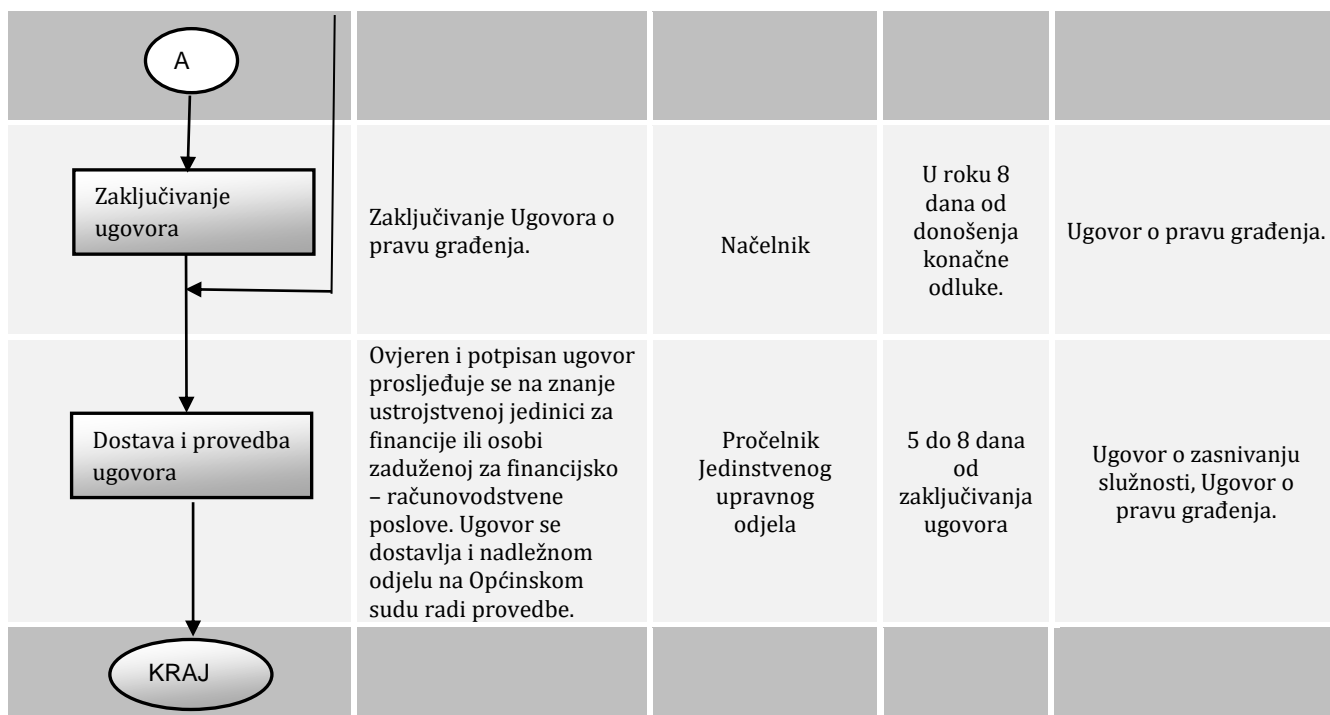 A
Zaključivanje
ugovora
Zaključivanje Ugovora o
pravu građenja.
Načelnik
U roku 8
dana od
donošenja
konačne
odluke.
Ugovor o pravu građenja.
Dostava i provedba
ugovora
Ovjeren i potpisan ugovor
prosljeđuje se na znanje
ustrojstvenoj jedinici za
financije ili osobi
zaduženoj za financijsko
– računovodstvene
poslove. Ugovor se
dostavlja i nadležnom
odjelu na Općinskom
sudu radi provedbe.
Pročelnik
Jedinstvenog
upravnog
odjela
5 do 8 dana
od
zaključivanja
ugovora
Ugovor o zasnivanju
služnosti, Ugovor o
pravu građenja.
KRAJ